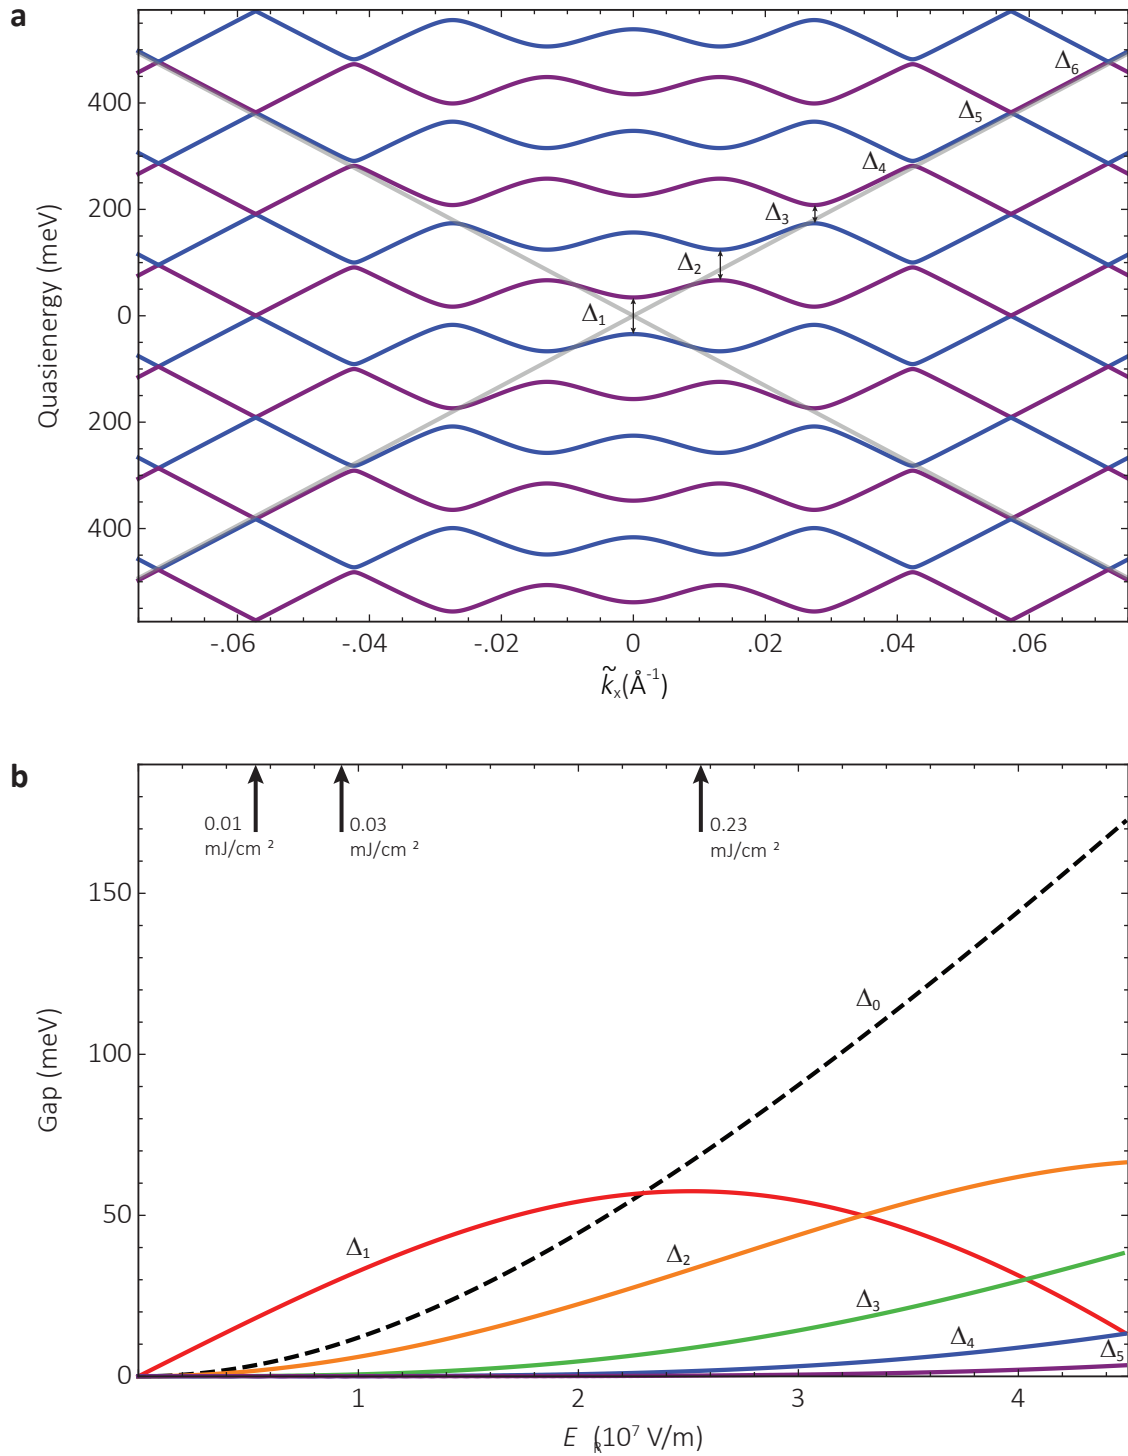 a
Δ6
400
Δ5
Δ4
200
Δ3
Δ2
0
Δ1
200
400
Quasienergy (meV)
-.06 -.04 -.02 0 .02 .04 .06
k̃x(Å-1)
b
0.01
mJ/cm ²
0.03
mJ/cm ²
0.23
mJ/cm ²
150
Δ0
100
50
Δ1
Δ2
Δ3
Δ4
Δ5
0
Gap (meV)
1 2 3 4
E R(10⁷ V/m)